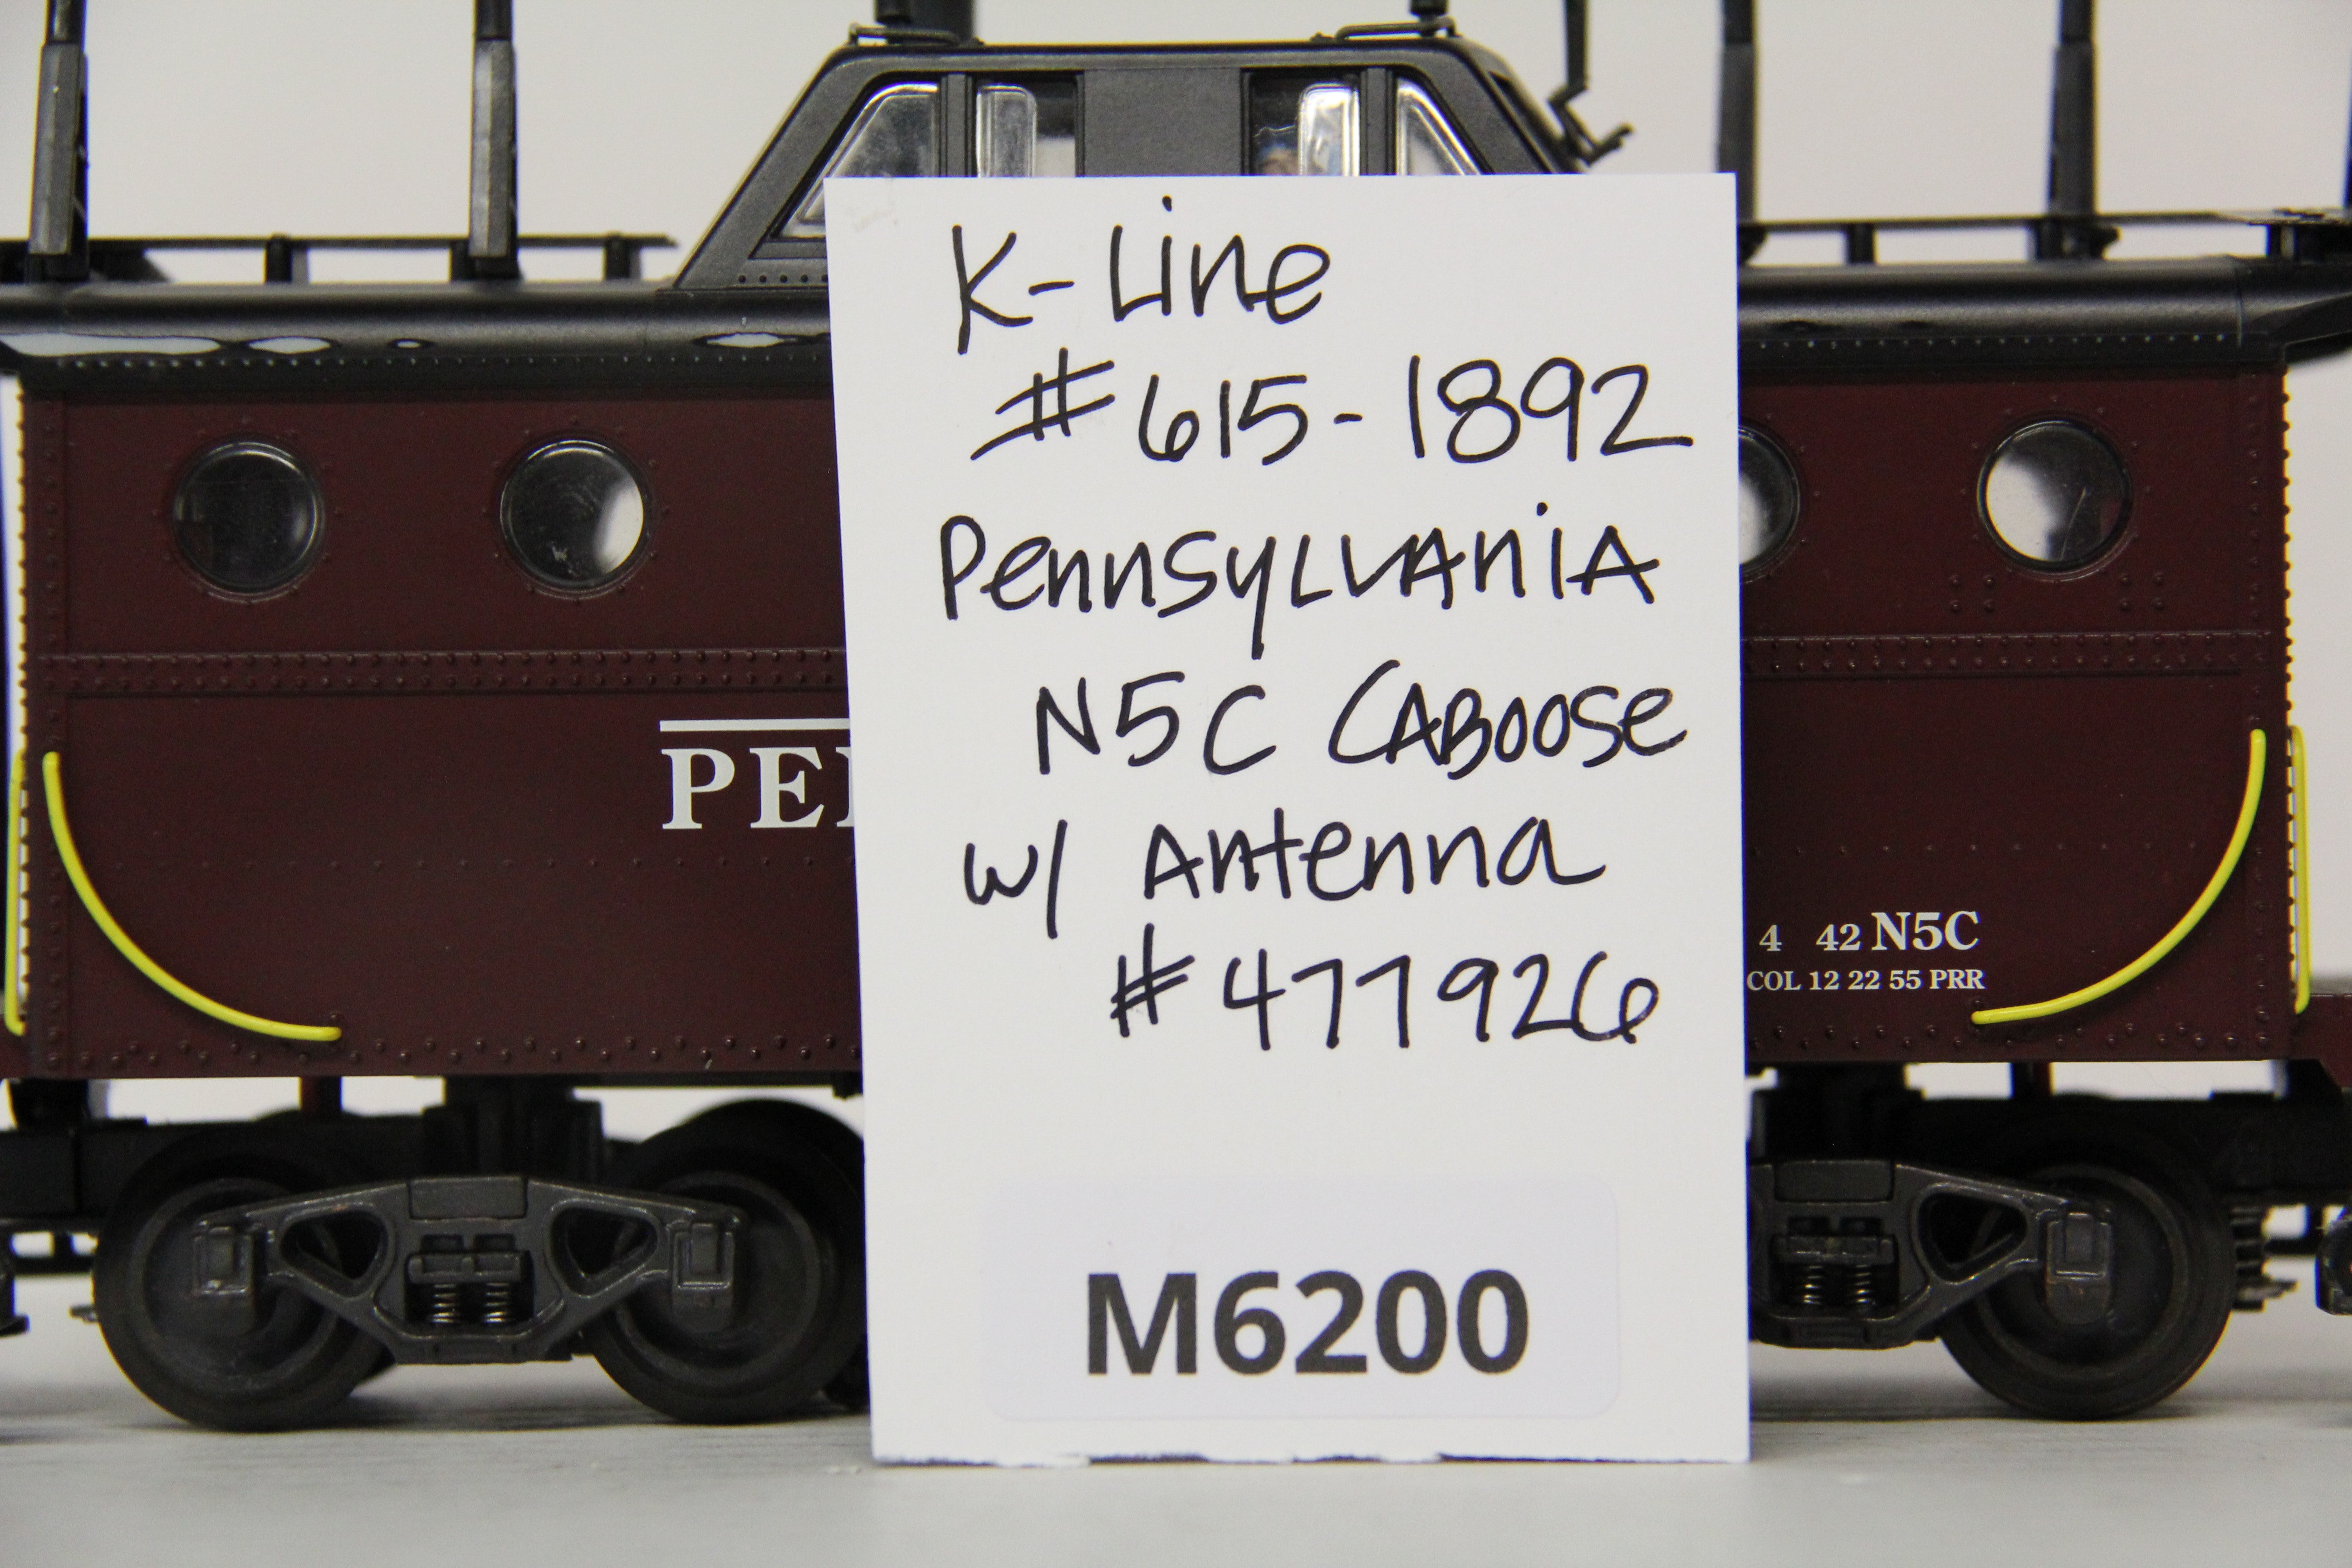 K-Line
#615-1892
Pennsylvania
N5C Caboose
w/ Antenna
#477926
M6200
PE
4 42 N5C
COL 12 22 55 PRR